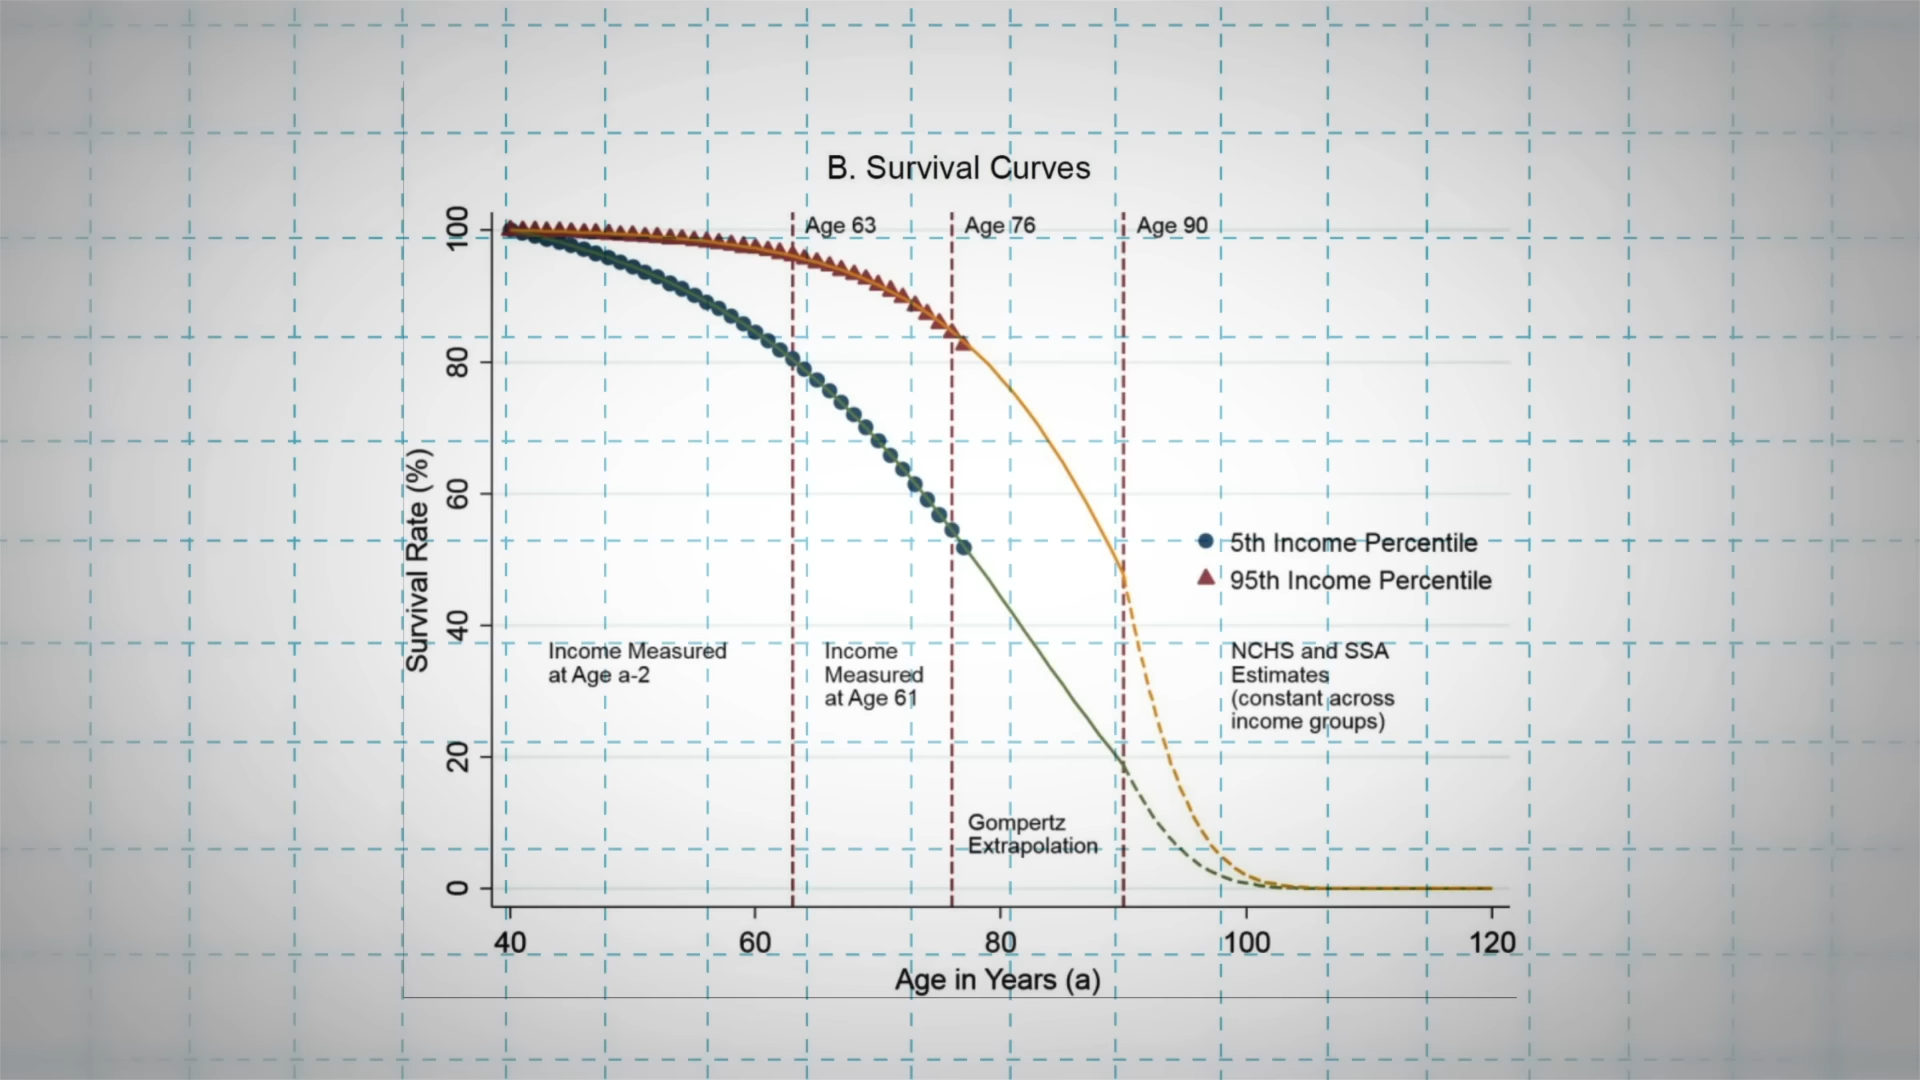 B. Survival Curves
Age 63
Age 76
Age 90
100
80
60
40
20
0
Survival Rate (%)
5th Income Percentile
95th Income Percentile
Income Measured
at Age a-2
Income
Measured
at Age 61
Gompertz
Extrapolation
NCHS and SSA
Estimates
(constant across
income groups)
40
60
80
100
120
Age in Years (a)